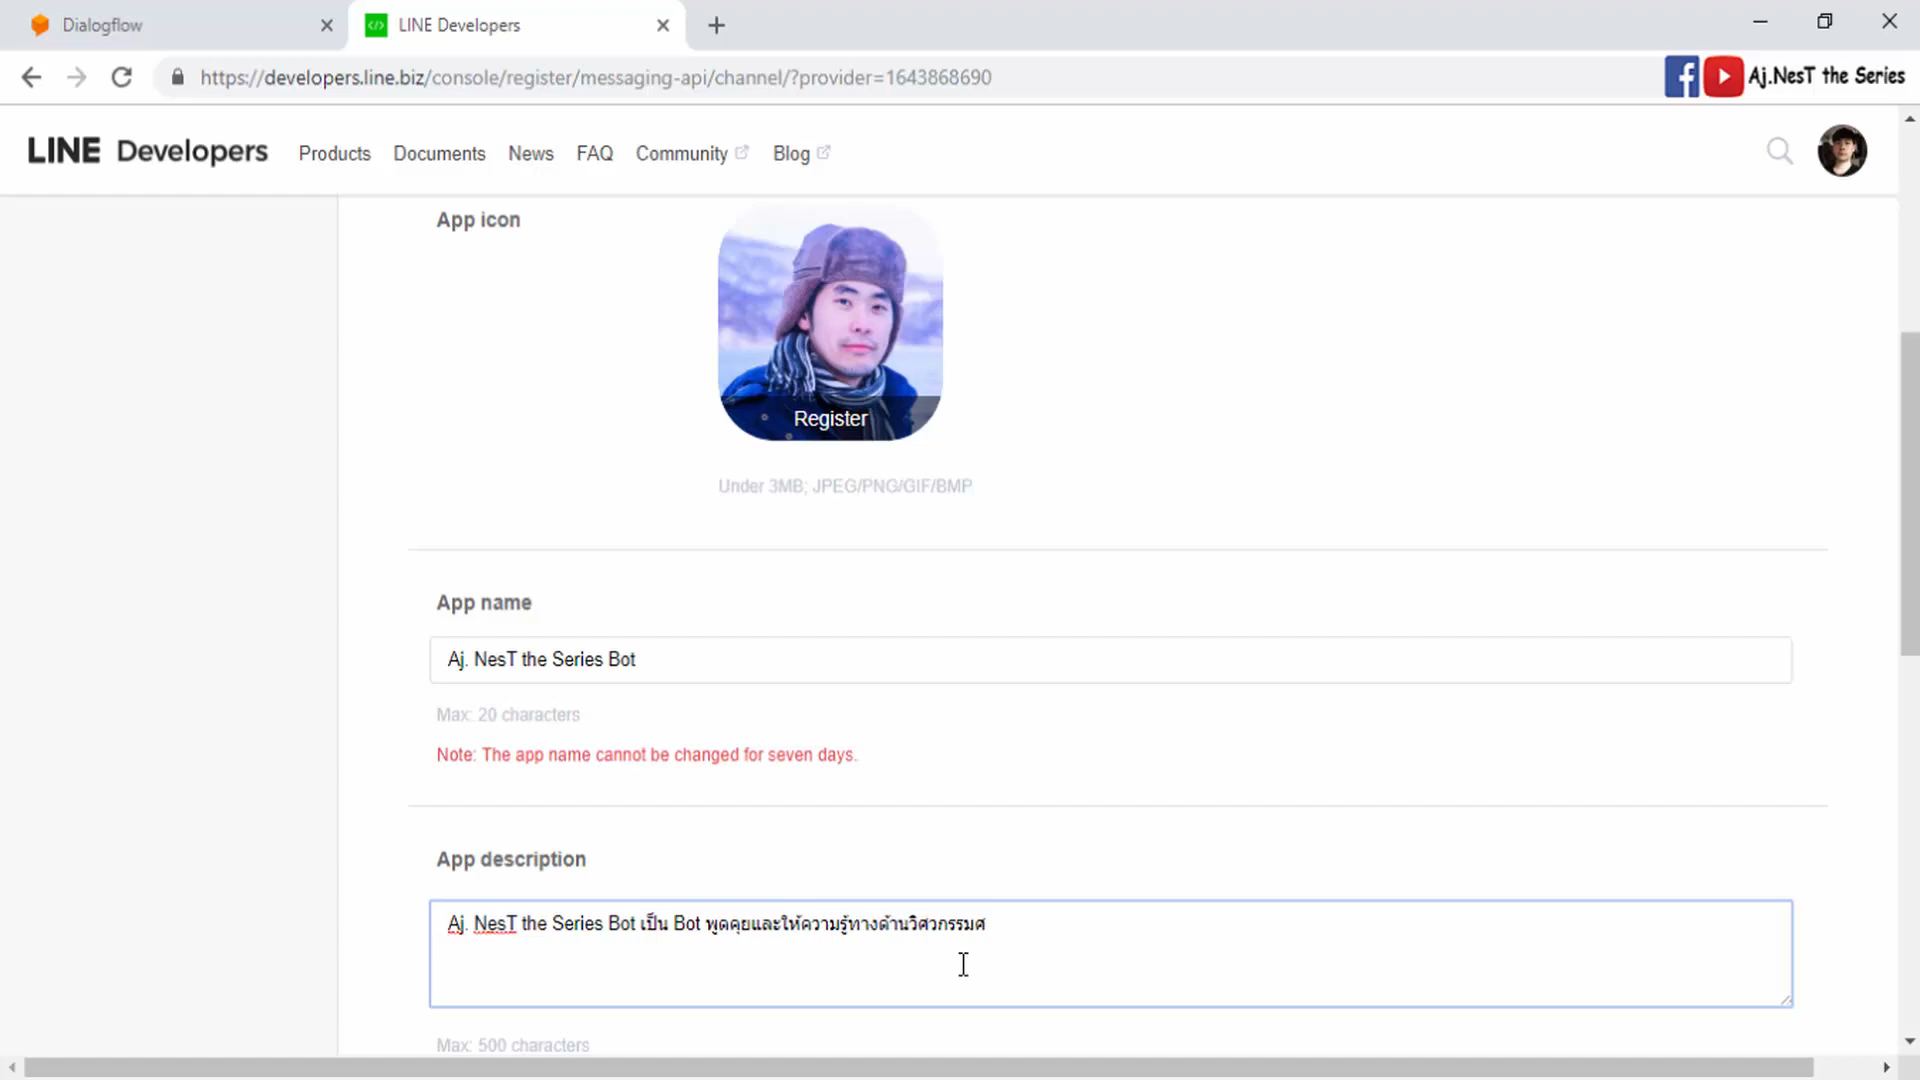 Dialogflow
LINE Developers
https://developers.line.biz/console/register/messaging-api/channel/?provider=1643868690
Aj.NesT the Series
LINE Developers Products Documents News FAQ Community Blog
App icon
Register
Under 3MB; JPEG/PNG/GIF/BMP
App name
Aj. NesT the Series Bot
Max: 20 characters
Note: The app name cannot be changed for seven days.
App description
Aj. NesT the Series Bot เป็น Bot พูดคุยและให้ความรู้ทางด้านวิศวกรรมศ
Max: 500 characters